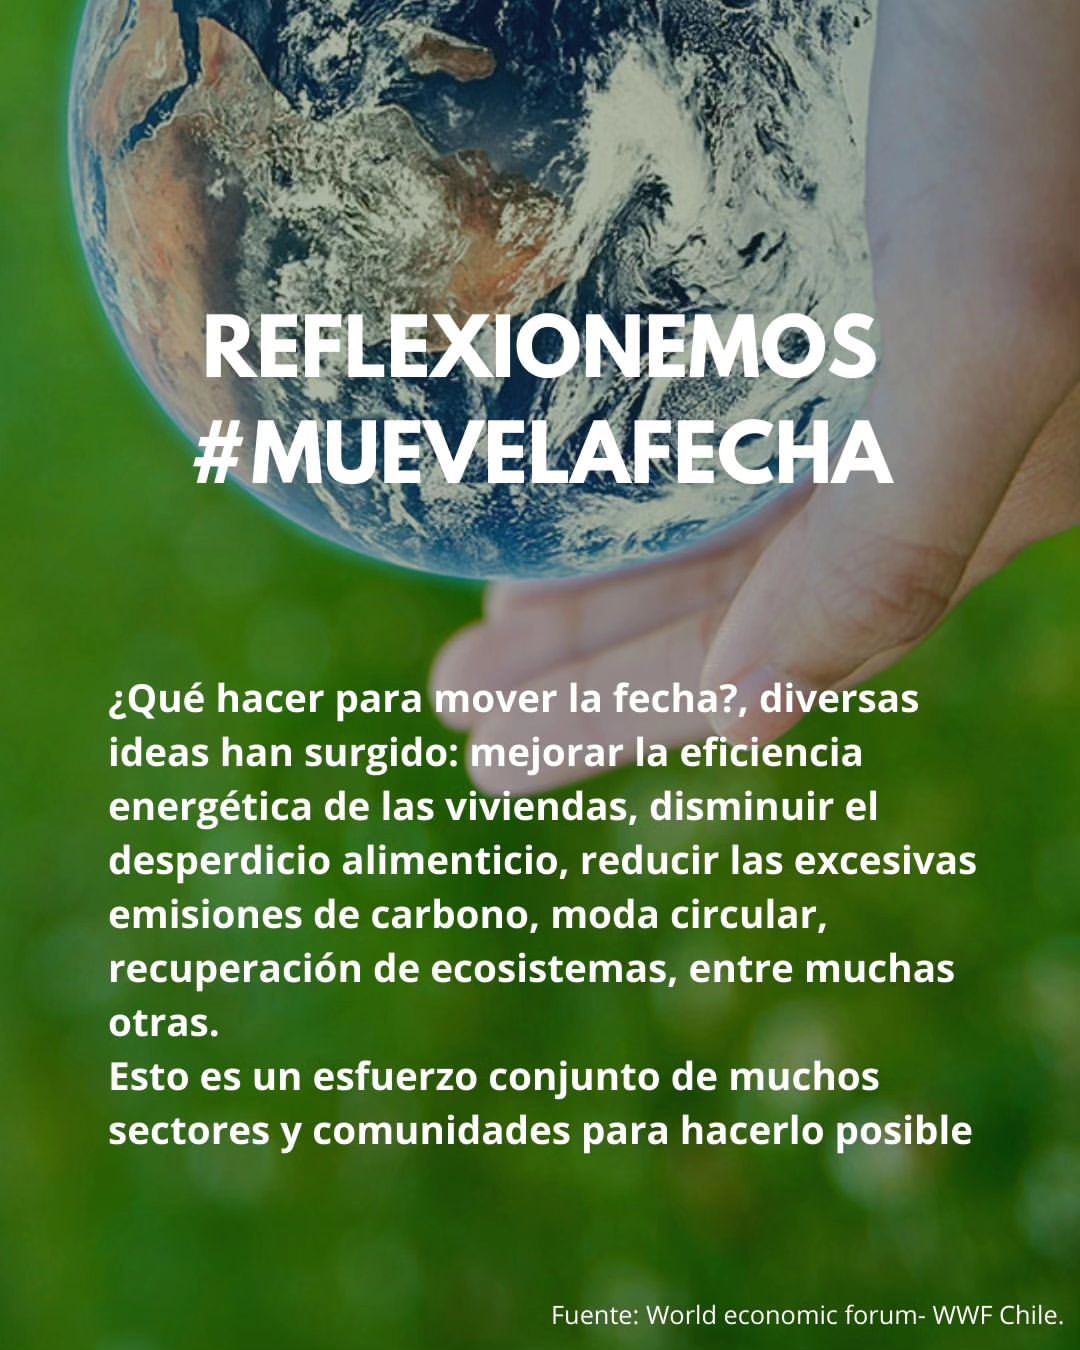 REFLEXIONEMOS
#MUEVELAFECHA
¿Qué hacer para mover la fecha?, diversas
ideas han surgido: mejorar la eficiencia
energética de las viviendas, disminuir el
desperdicio alimenticio, reducir las excesivas
emisiones de carbono, moda circular,
recuperación de ecosistemas, entre muchas
otras.
Esto es un esfuerzo conjunto de muchos
sectores y comunidades para hacerlo posible
Fuente: World economic forum- WWF Chile.